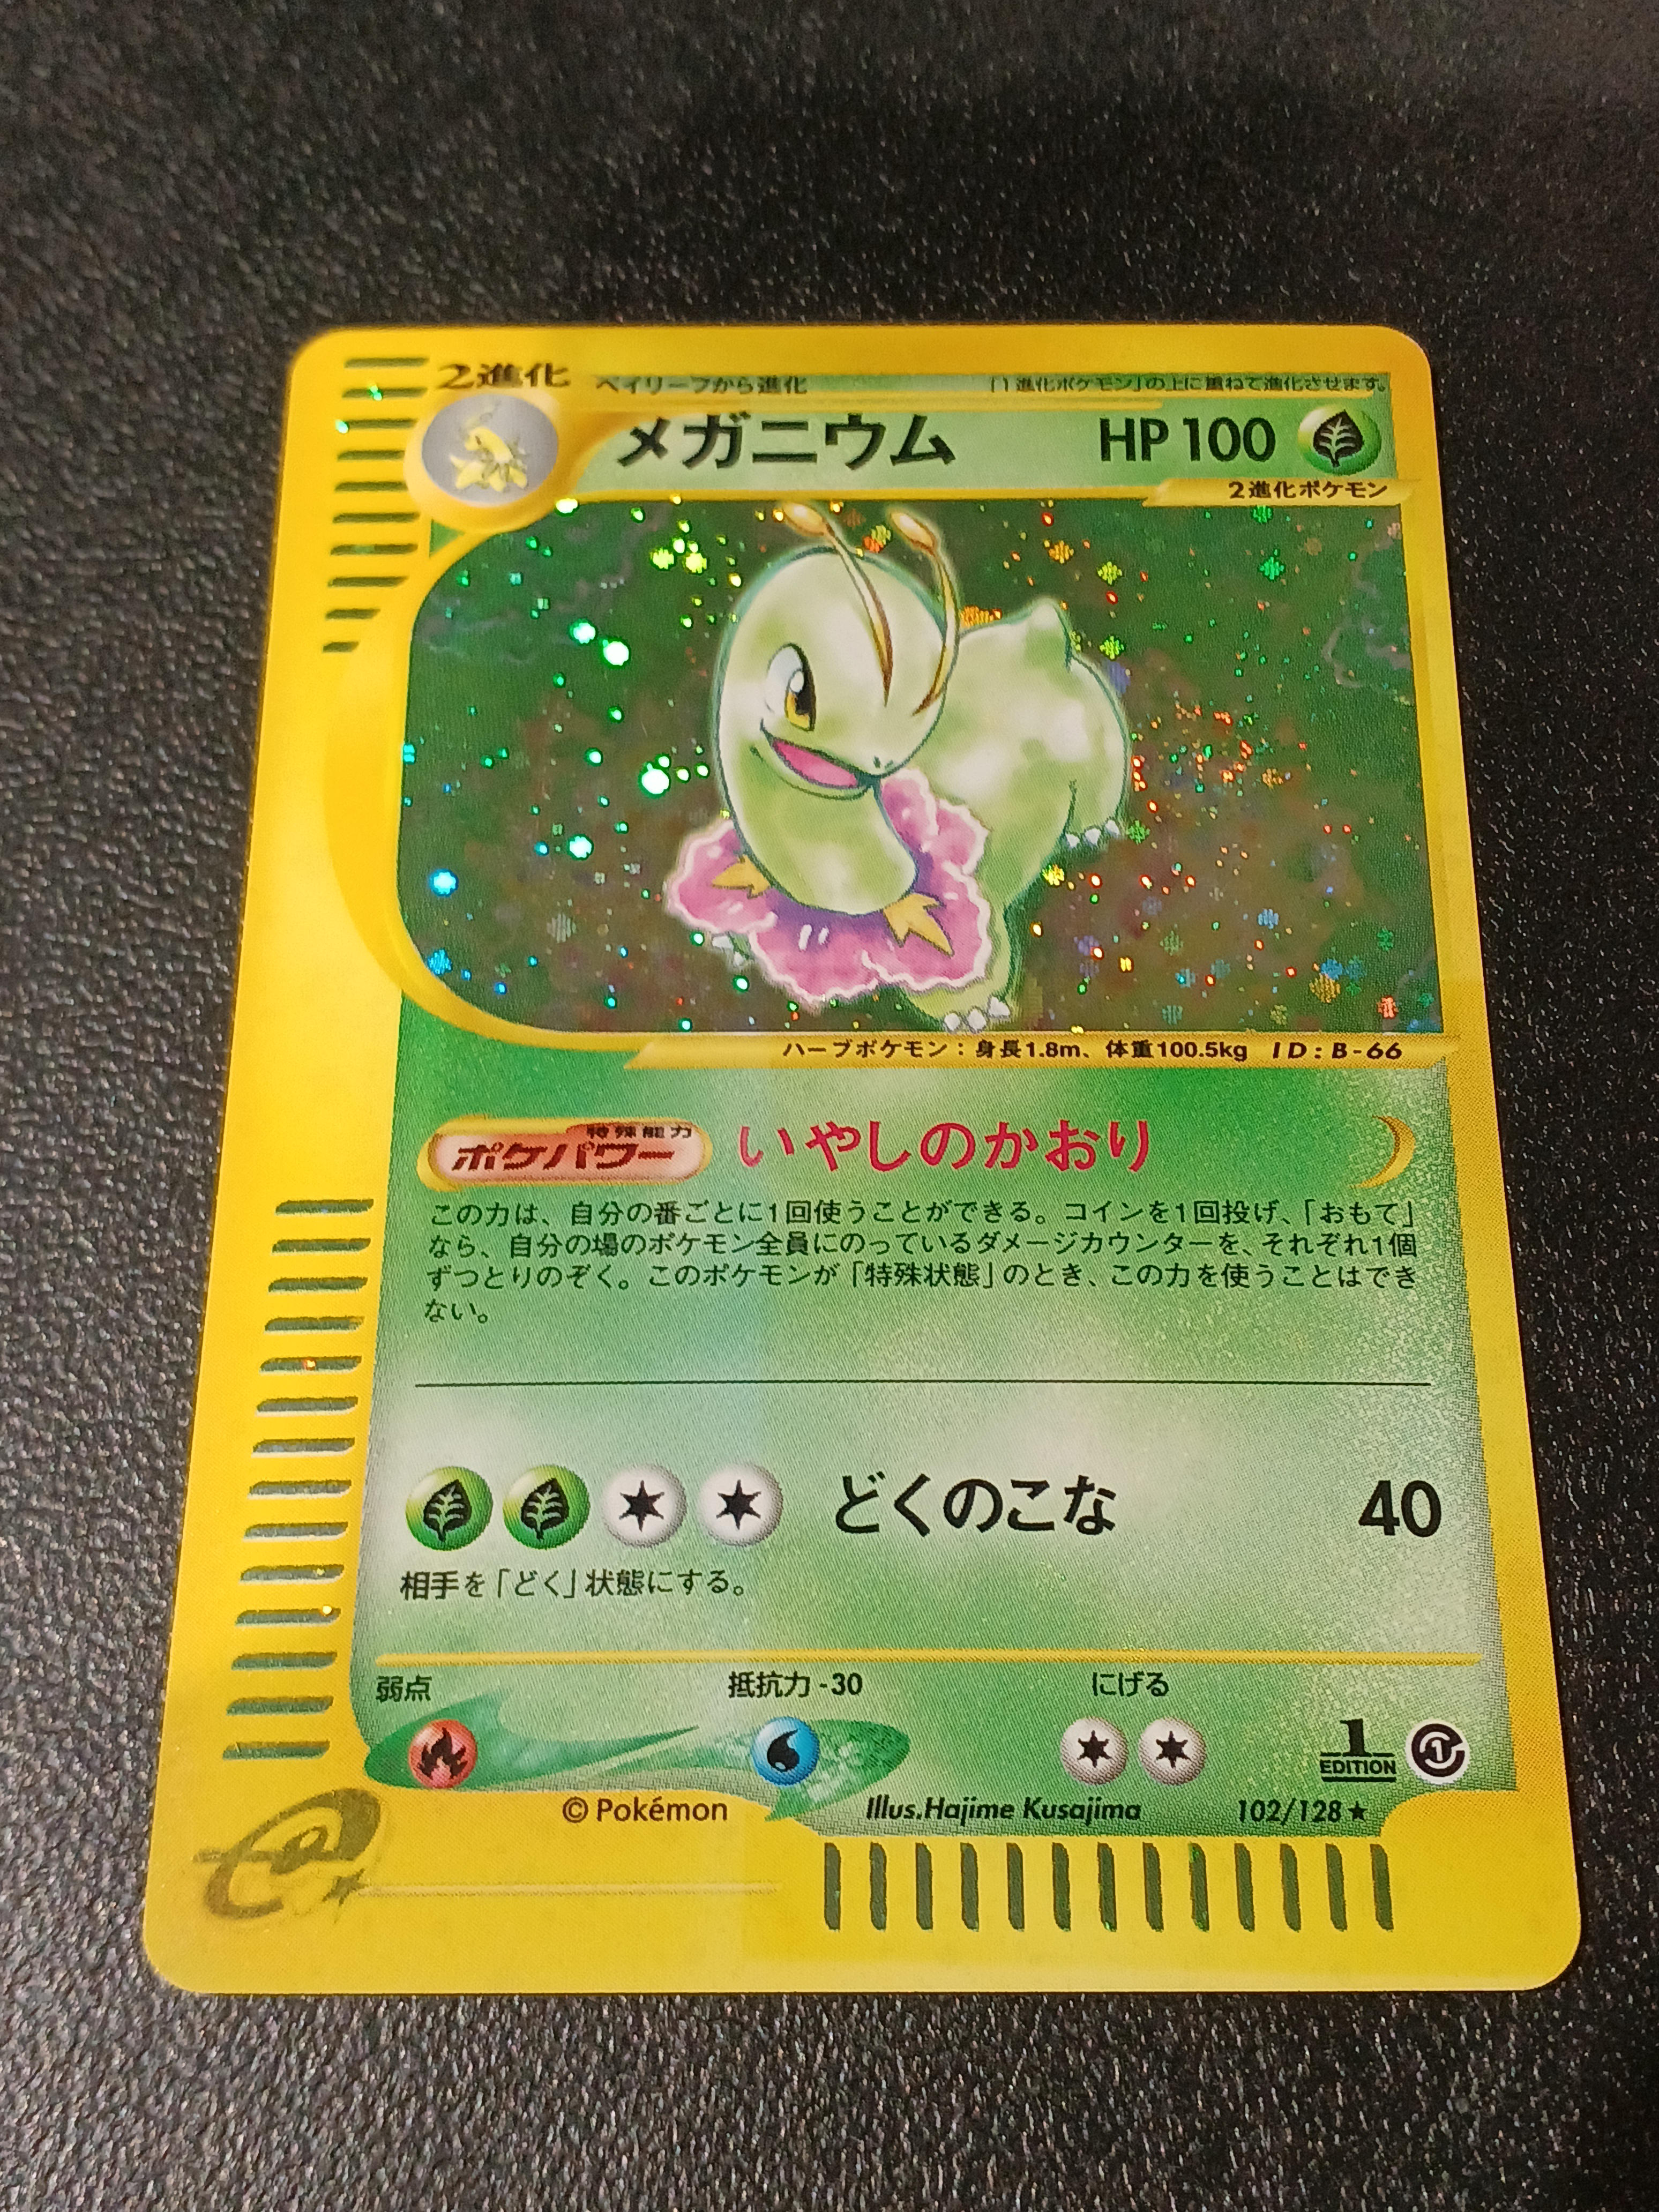 2進化 ベイリーフから進化 「1進化ポケモン」の上に重ねて進化させます。
メガニウム HP 100
2進化ポケモン
ハーブポケモン：身長1.8m、体重100.5kg ID：B-66
特殊能力
ポケパワー いやしのかおり
この力は、自分の番ごとに1回使うことができる。コインを1回投げ、「おもて」
なら、自分の場のポケモン全員にのっているダメージカウンターを、それぞれ1個
ずつとりのぞく。このポケモンが「特殊状態」のとき、この力を使うことはでき
ない。
どくのこな 40
相手を「どく」状態にする。
弱点 抵抗力 -30 にげる
1
EDITION
1
© Pokémon Illus.Hajime Kusajima 102/128★
e